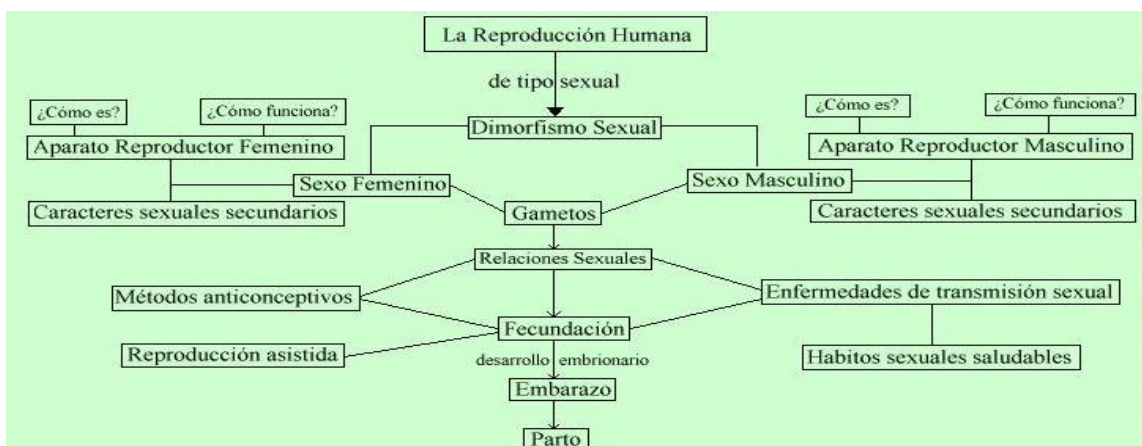 La Reproducción Humana
de tipo sexual
¿Cómo es?
¿Cómo funciona?
¿Cómo es?
¿Cómo funciona?
Dimorfismo Sexual
Aparato Reproductor Femenino
Aparato Reproductor Masculino
Sexo Femenino
Sexo Masculino
Caracteres sexuales secundarios
Gametos
Caracteres sexuales secundarios
Relaciones Sexuales
Métodos anticonceptivos
Enfermedades de transmisión sexual
Fecundación
Reproducción asistida
desarrollo embrionario
Habitos sexuales saludables
Embarazo
Parto